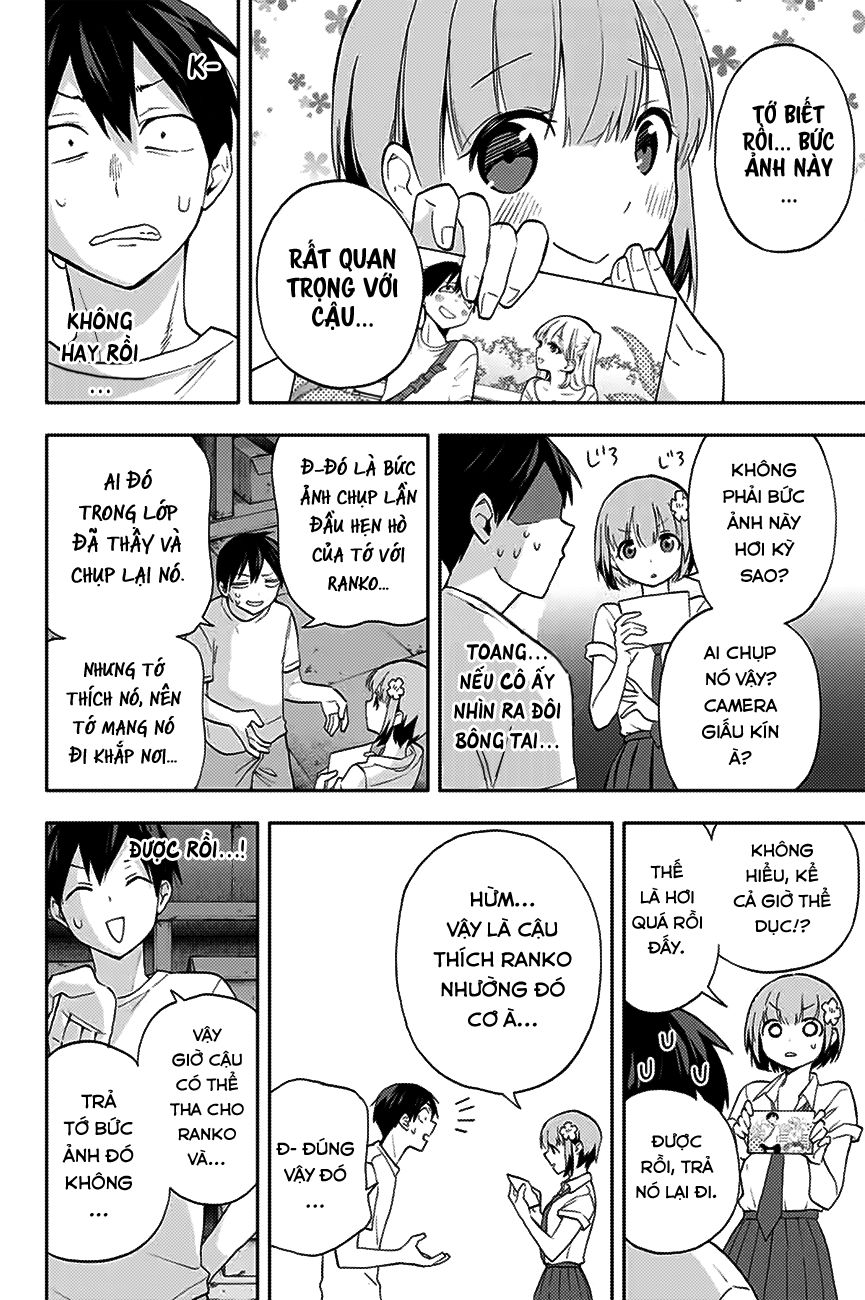 TỚ BIẾT
RỒI... BỨC
ẢNH NÀY
...
RẤT QUAN
TRỌNG VỚI
CẬU...
K-
KHÔNG
HAY RỒI
...
KHÔNG
PHẢI BỨC
ẢNH NÀY
HƠI KỲ
SAO?
AI CHỤP
NÓ VẬY?
CAMERA
GIẤU KÍN
À?
じろ
じろ
TOANG...
NẾU CÔ ẤY
NHÌN RA ĐÔI
BÔNG TAI...
Đ-ĐÓ LÀ BỨC
ẢNH CHỤP LẦN
ĐẦU HẸN HÒ
CỦA TỚ VỚI
RANKO...
AI ĐÓ
TRONG LỚP
ĐÃ THẦY VÀ
CHỤP LẠI NÓ.
NHƯNG TỚ
THÍCH NÓ, NÊN
TỚ MANG NÓ
ĐI KHẮP NƠI...
KHÔNG
HIỂU, KỂ
CẢ GIỜ THỂ
DỤC!?
THẾ
LÀ HƠI
QUÁ RỒI
ĐẤY.
ĐƯỢC
RỒI, TRẢ
NÓ LẠI ĐI.
HỪM...
VẬY LÀ CẬU
THÍCH RANKO
NHƯỜNG ĐÓ
CƠ À...
Đ- ĐÚNG
VẬY ĐÓ
...
ĐƯỢC RỒI...!
VẬY
GIỜ CẬU
CÓ THỂ
THA CHO
RANKO
VÀ...
TRẢ
TỚ BỨC
ẢNH ĐÓ
KHÔNG
...